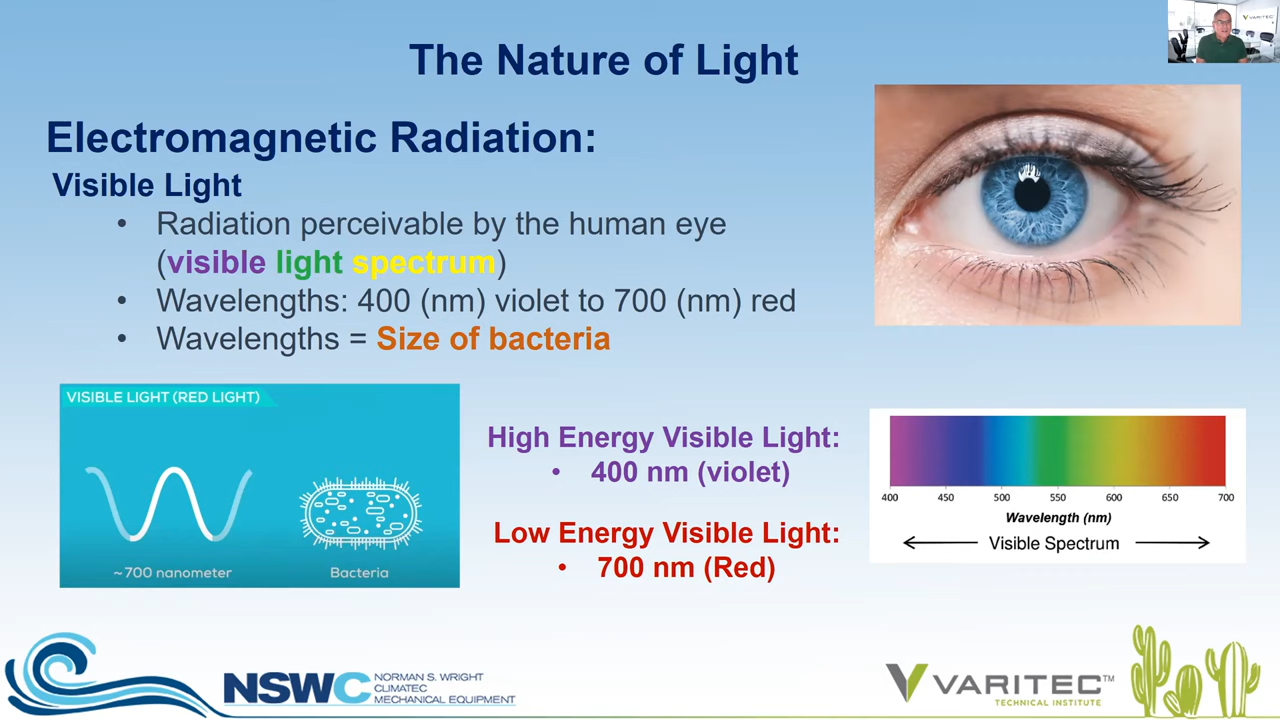 The Nature of Light
VARITEC
Electromagnetic Radiation:
Visible Light
• Radiation perceivable by the human eye
(visible light spectrum)
• Wavelengths: 400 (nm) violet to 700 (nm) red
• Wavelengths = Size of bacteria
VISIBLE LIGHT (RED LIGHT)
~700 nanometer
Bacteria
High Energy Visible Light:
• 400 nm (violet)
Low Energy Visible Light:
• 700 nm (Red)
400 450 500 550 600 650 700
Wavelength (nm)
Visible Spectrum
NSWC
NORMAN S. WRIGHT
CLIMATEC
MECHANICAL EQUIPMENT
VARITEC™
TECHNICAL INSTITUTE